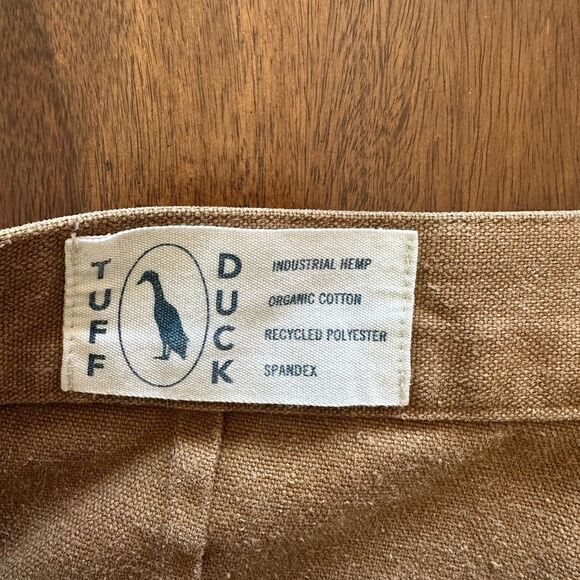 TUFF
DUCK
INDUSTRIAL HEMP
ORGANIC COTTON
RECYCLED POLYESTER
SPANDEX